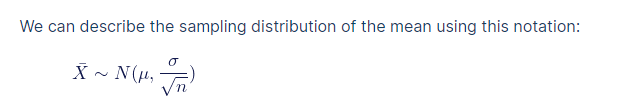 We can describe the sampling distribution of the mean using this notation:
X̄ ~ N(μ, σ/√n)